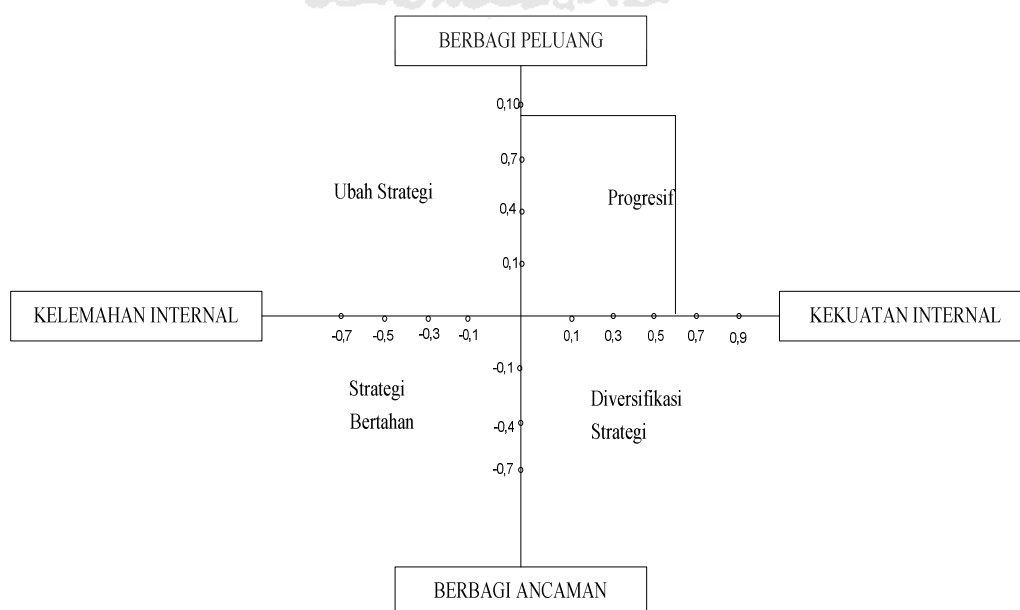 BERBAGI PELUANG
0,10
0,7
Ubah Strategi
Progresif
0,4
0,1
KELEMAHAN INTERNAL
KEKUATAN INTERNAL
-0,7 -0,5 -0,3 -0,1 0,1 0,3 0,5 0,7 0,9
-0,1
Strategi
Bertahan
Diversifikasi
Strategi
-0,4
-0,7
BERBAGI ANCAMAN